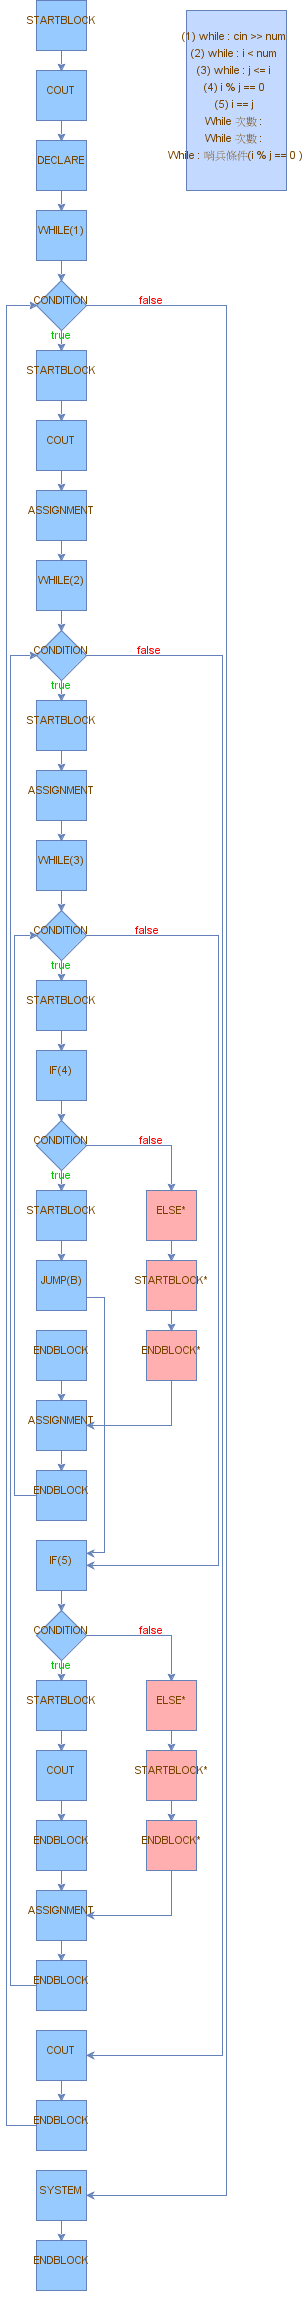 STARTBLOCK
COUT
DECLARE
WHILE(1)
CONDITION
false
true
STARTBLOCK
COUT
ASSIGNMENT
WHILE(2)
CONDITION
false
true
STARTBLOCK
ASSIGNMENT
WHILE(3)
CONDITION
false
true
STARTBLOCK
IF(4)
CONDITION
false
true
STARTBLOCK
ELSE*
JUMP(B)
STARTBLOCK*
ENDBLOCK
ENDBLOCK*
ASSIGNMENT
ENDBLOCK
IF(5)
CONDITION
false
true
STARTBLOCK
ELSE*
COUT
STARTBLOCK*
ENDBLOCK
ENDBLOCK*
ASSIGNMENT
ENDBLOCK
COUT
ENDBLOCK
SYSTEM
ENDBLOCK
(1) while : cin >> num
(2) while : i < num
(3) while : j <= i
(4) i % j == 0
(5) i == j
While 次數 :
While 次數 :
While : 哨兵條件(i % j == 0 )